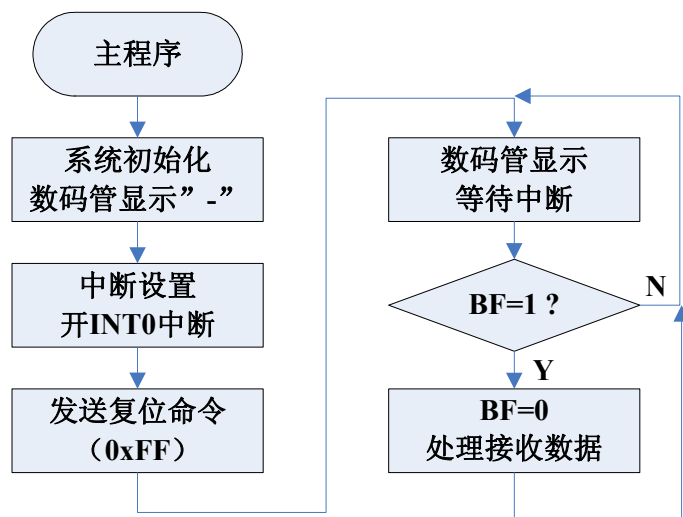 主程序
系统初始化
数码管显示”-”
中断设置
开INT0中断
发送复位命令
（0xFF）
数码管显示
等待中断
BF=1 ?
N
Y
BF=0
处理接收数据